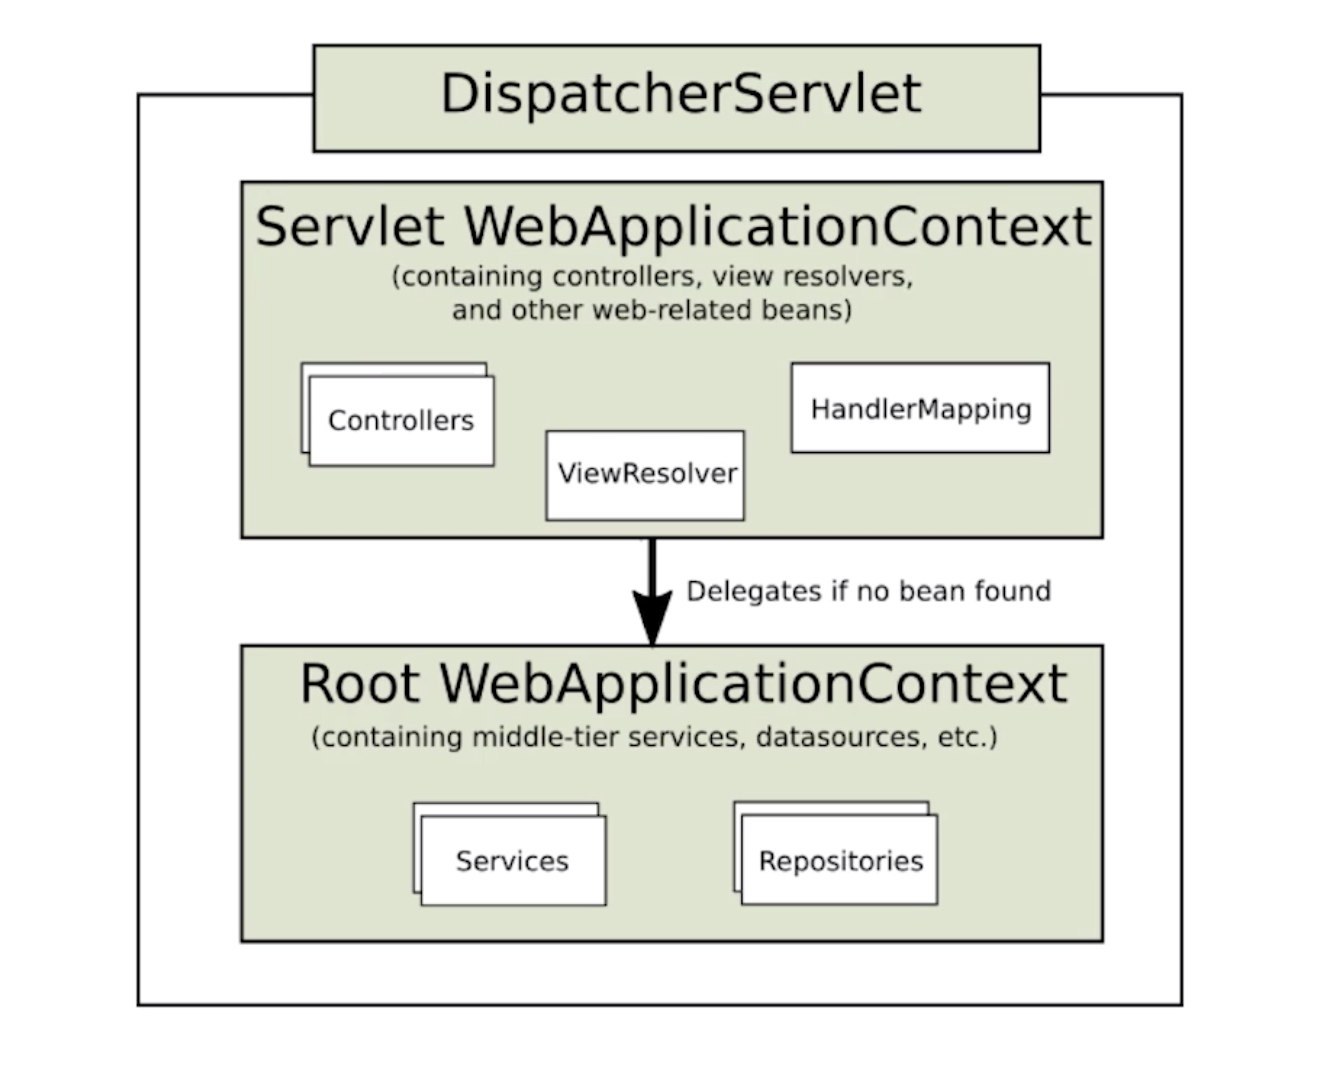 DispatcherServlet
Servlet WebApplicationContext
(containing controllers, view resolvers,
and other web-related beans)
Controllers
HandlerMapping
ViewResolver
Delegates if no bean found
Root WebApplicationContext
(containing middle-tier services, datasources, etc.)
Services
Repositories